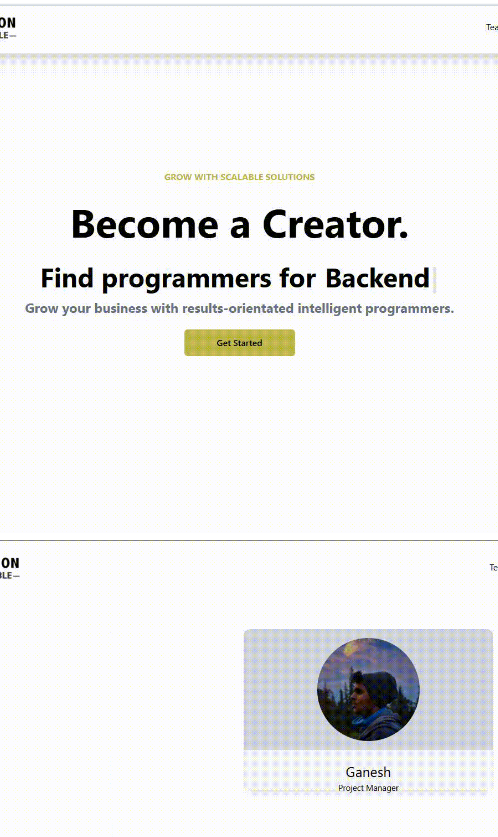 ON
LE—
Tea
GROW WITH SCALABLE SOLUTIONS
Become a Creator.
Find programmers for Backend
Grow your business with results-orientated intelligent programmers.
Get Started
ON
BLE—
Te
Ganesh
Project Manager